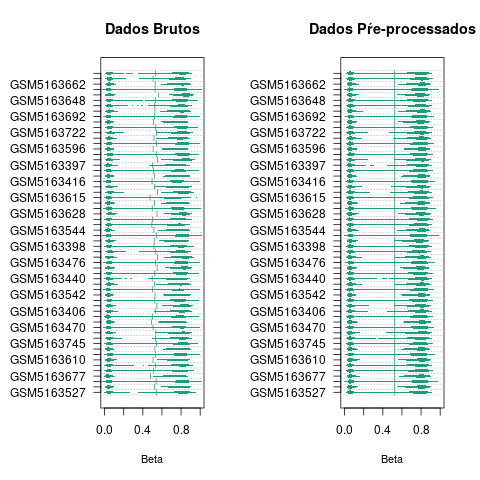 Dados Brutos
GSM5163662
GSM5163648
GSM5163692
GSM5163722
GSM5163596
GSM5163397
GSM5163416
GSM5163615
GSM5163628
GSM5163544
GSM5163398
GSM5163476
GSM5163440
GSM5163542
GSM5163406
GSM5163470
GSM5163745
GSM5163610
GSM5163677
GSM5163527
0.0 0.4 0.8
Beta
Dados Pŕe-processados
GSM5163662
GSM5163648
GSM5163692
GSM5163722
GSM5163596
GSM5163397
GSM5163416
GSM5163615
GSM5163628
GSM5163544
GSM5163398
GSM5163476
GSM5163440
GSM5163542
GSM5163406
GSM5163470
GSM5163745
GSM5163610
GSM5163677
GSM5163527
0.0 0.4 0.8
Beta